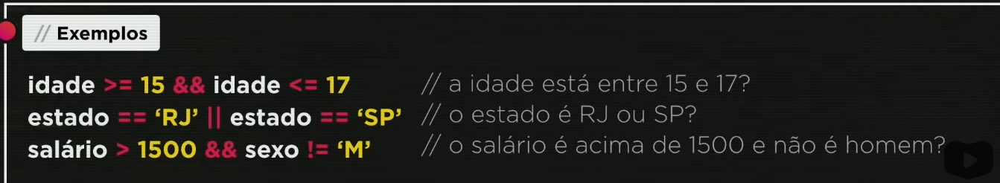 // Exemplos
idade >= 15 && idade <= 17 // a idade está entre 15 e 17?
estado == ‘RJ’ || estado == ‘SP’ // o estado é RJ ou SP?
salário > 1500 && sexo != ‘M’ // o salário é acima de 1500 e não é homem?